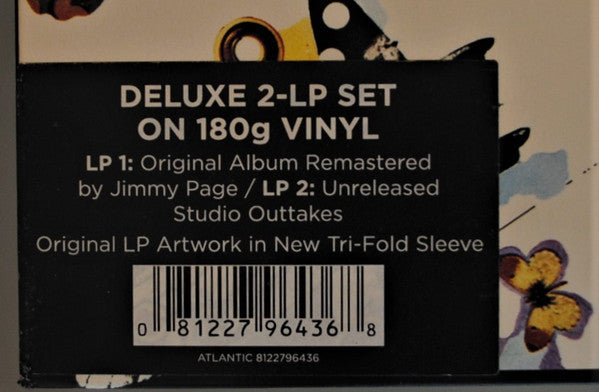 DELUXE 2-LP SET
ON 180g VINYL
LP 1: Original Album Remastered
by Jimmy Page / LP 2: Unreleased
Studio Outtakes
Original LP Artwork in New Tri-Fold Sleeve
0 81227 96436 8
ATLANTIC 8122796436